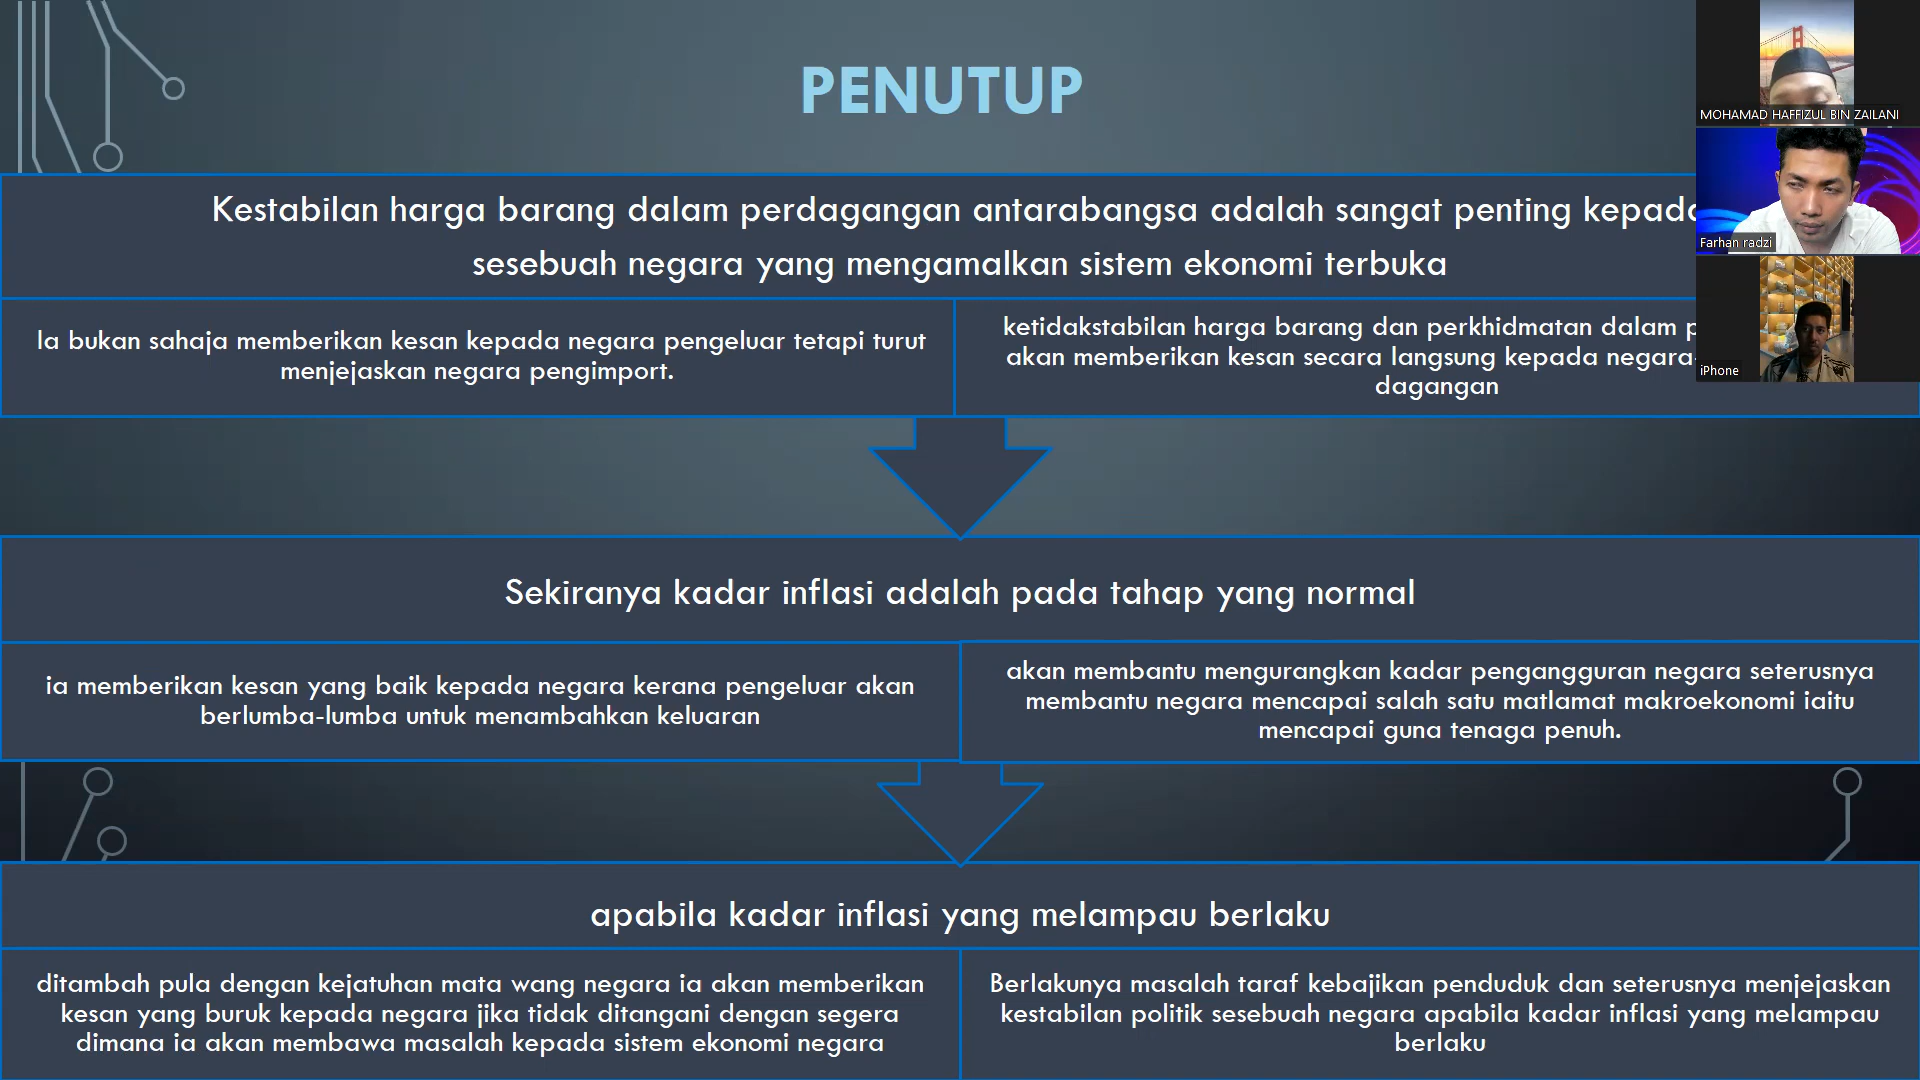 PENUTUP
Kestabilan harga barang dalam perdagangan antarabangsa adalah sangat penting kepada
sesebuah negara yang mengamalkan sistem ekonomi terbuka
Ia bukan sahaja memberikan kesan kepada negara pengeluar tetapi turut
menjejaskan negara pengimport.
ketidakstabilan harga barang dan perkhidmatan dalam
akan memberikan kesan secara langsung kepada negara
dagangan
Sekiranya kadar inflasi adalah pada tahap yang normal
ia memberikan kesan yang baik kepada negara kerana pengeluar akan
berlumba-lumba untuk menambahkan keluaran
akan membantu mengurangkan kadar pengangguran negara seterusnya
membantu negara mencapai salah satu matlamat makroekonomi iaitu
mencapai guna tenaga penuh.
apabila kadar inflasi yang melampau berlaku
ditambah pula dengan kejatuhan mata wang negara ia akan memberikan
kesan yang buruk kepada negara jika tidak ditangani dengan segera
dimana ia akan membawa masalah kepada sistem ekonomi negara
Berlakunya masalah taraf kebajikan penduduk dan seterusnya menjejaskan
kestabilan politik sesebuah negara apabila kadar inflasi yang melampau
berlaku
MOHAMAD HAFFIZUL BIN ZAILANI
Farhan radzi
iPhone